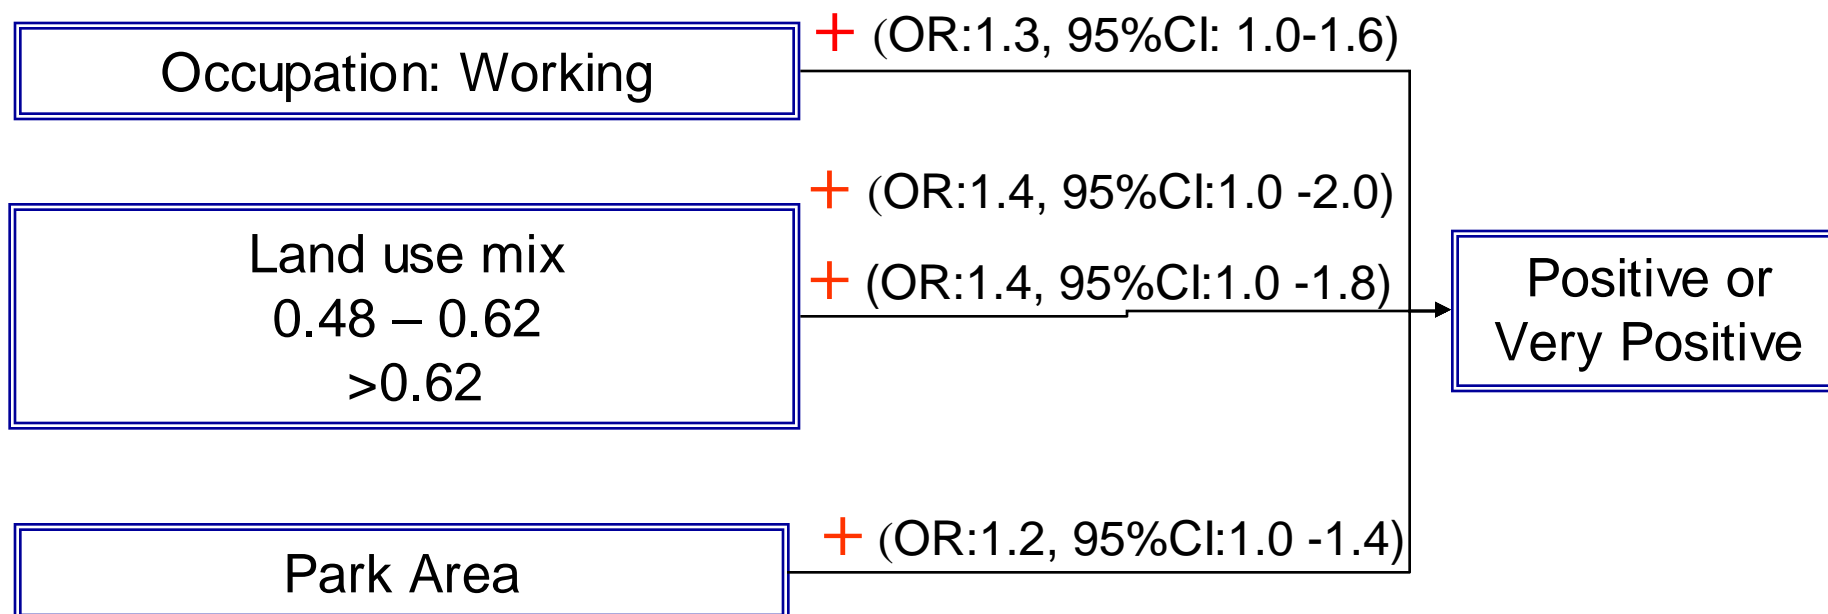 Occupation: Working
+ (OR:1.3, 95%CI: 1.0-1.6)
Land use mix
0.48 – 0.62
>0.62
+ (OR:1.4, 95%CI:1.0 -2.0)
+ (OR:1.4, 95%CI:1.0 -1.8)
Park Area
+ (OR:1.2, 95%CI:1.0 -1.4)
Positive or
Very Positive